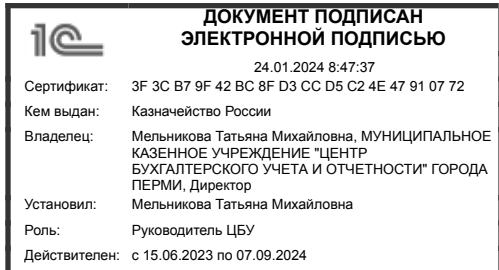 1С
ДОКУМЕНТ ПОДПИСАН
ЭЛЕКТРОННОЙ ПОДПИСЬЮ
24.01.2024 8:47:37
Сертификат: 3F 3C B7 9F 42 BC 8F D3 CC D5 C2 4E 47 91 07 72
Кем выдан: Казначейство России
Владелец: Мельникова Татьяна Михайловна, МУНИЦИПАЛЬНОЕ
КАЗЕННОЕ УЧРЕЖДЕНИЕ "ЦЕНТР
БУХГАЛТЕРСКОГО УЧЕТА И ОТЧЕТНОСТИ" ГОРОДА
ПЕРМИ, Директор
Установил: Мельникова Татьяна Михайловна
Роль: Руководитель ЦБУ
Действителен: с 15.06.2023 по 07.09.2024